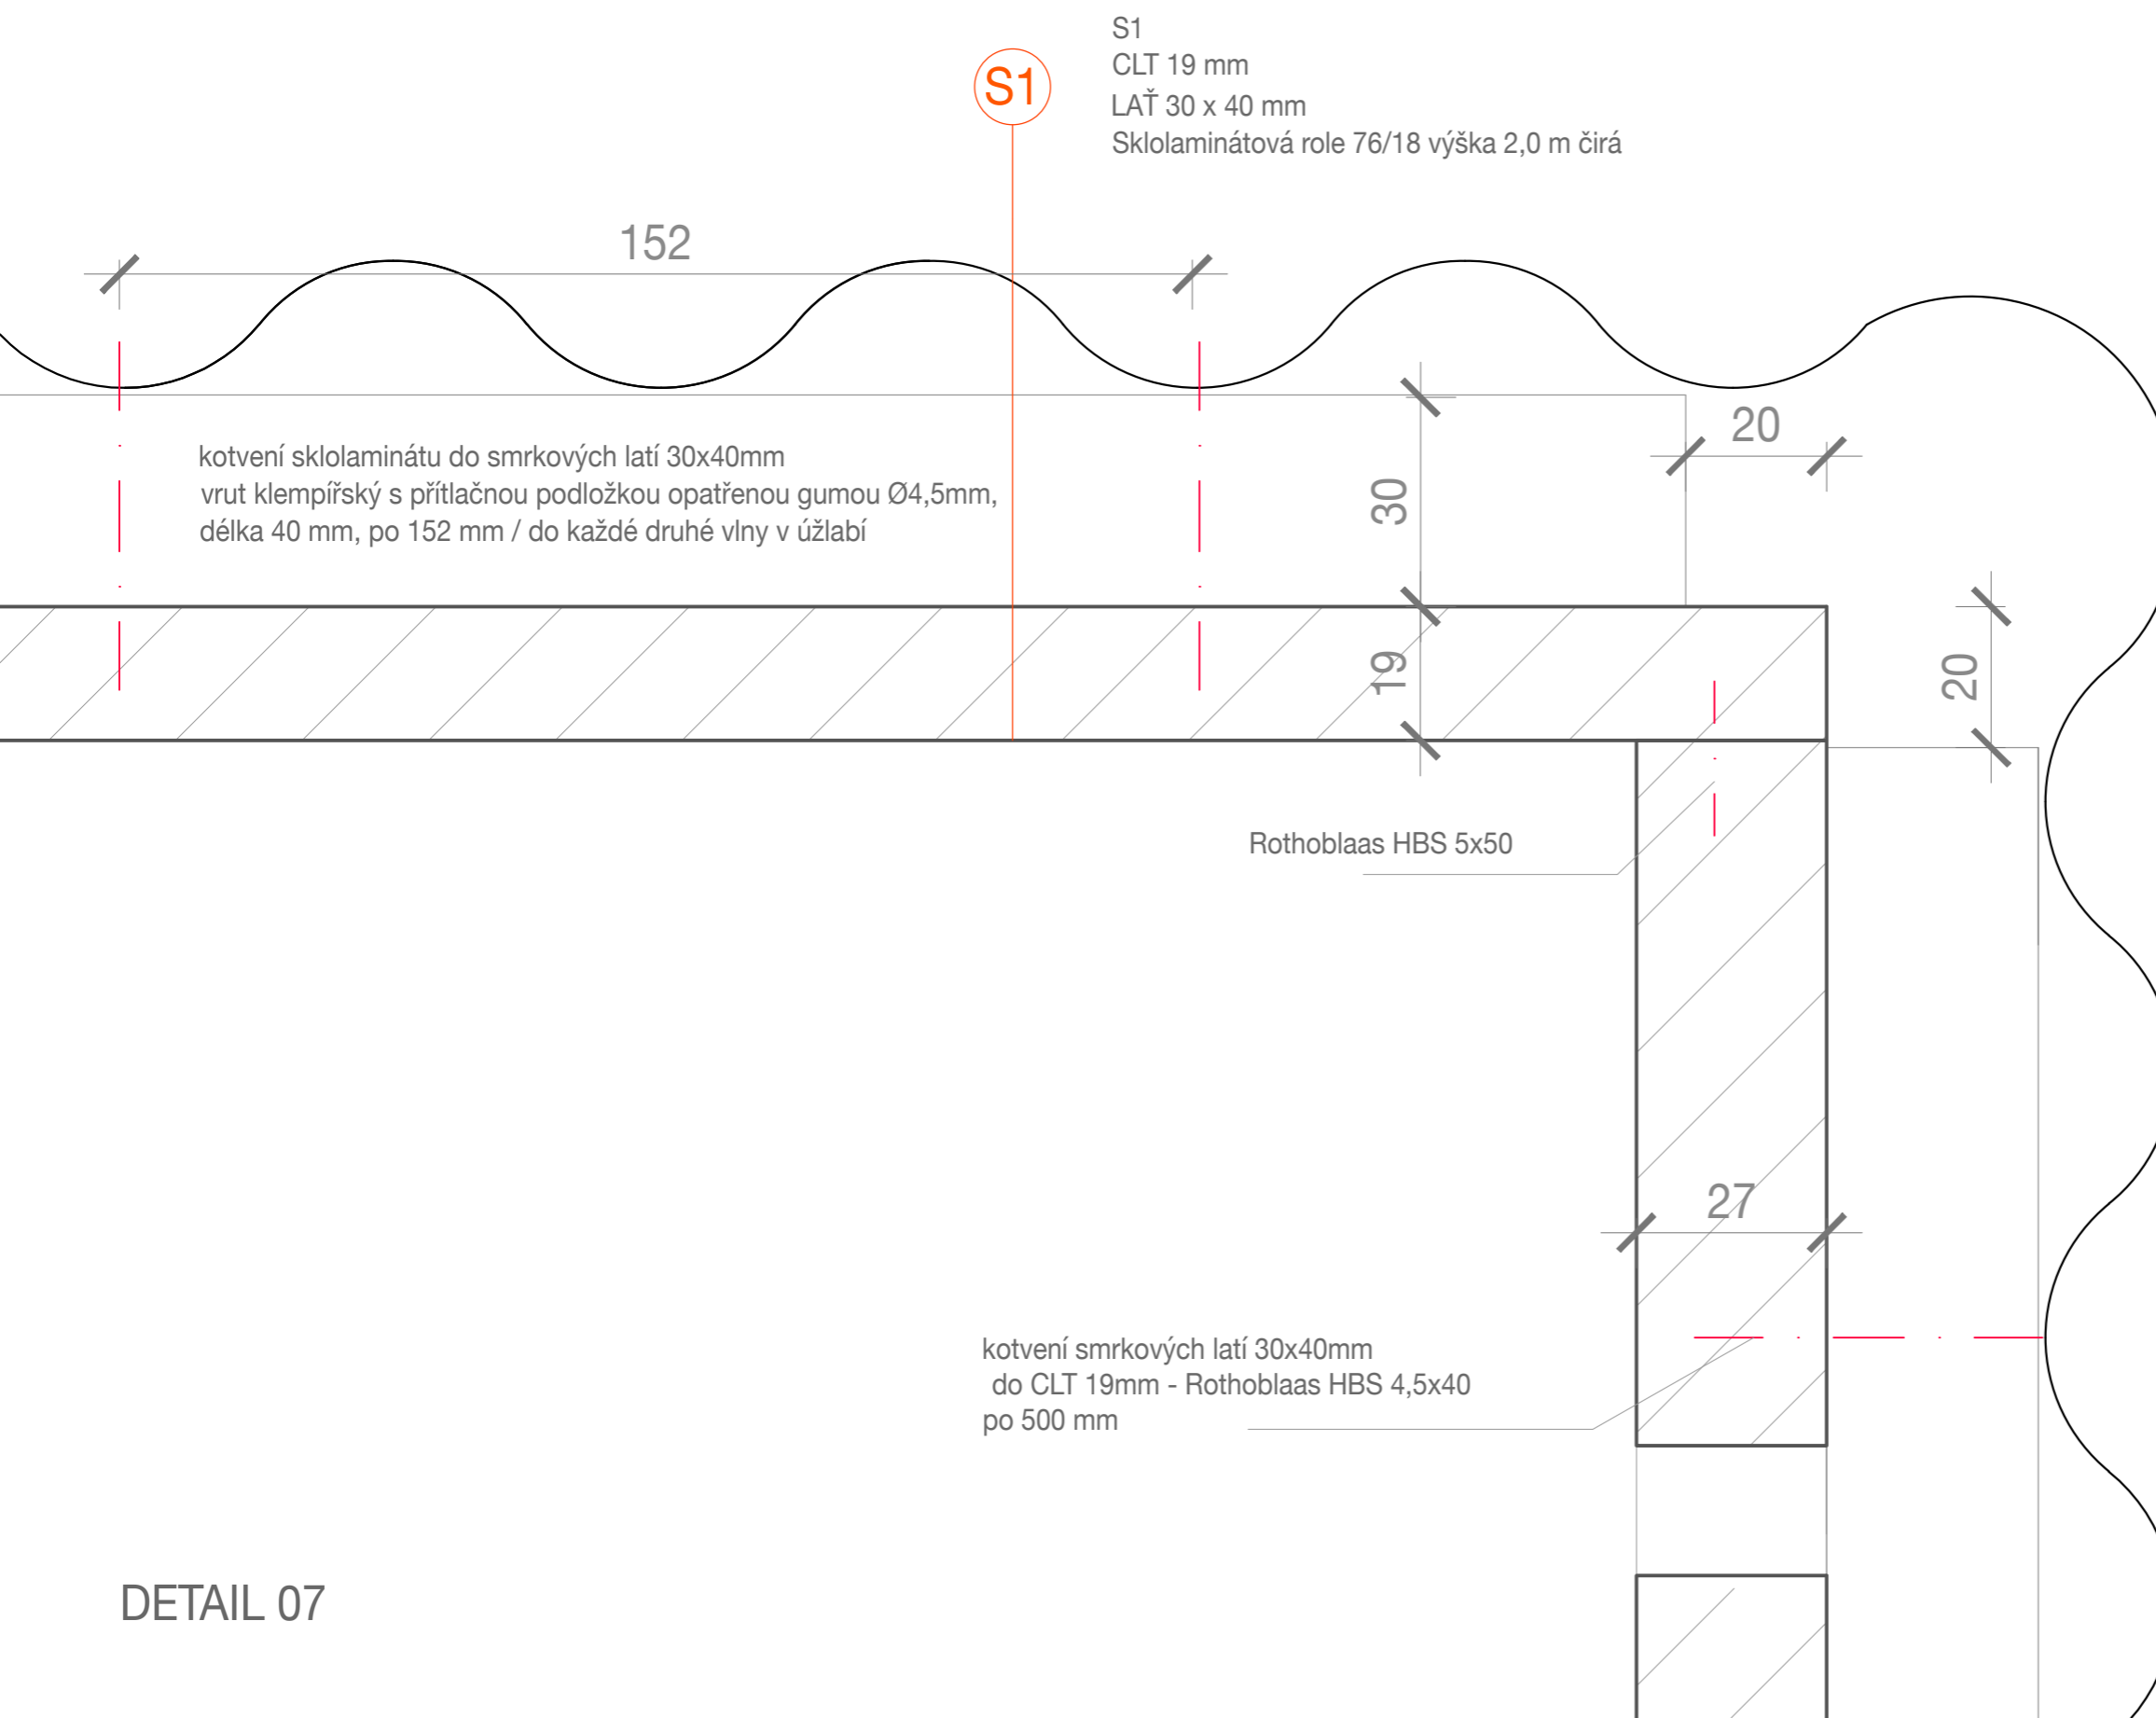 S1
CLT 19 mm
LAŤ 30 x 40 mm
Sklolaminátová role 76/18 výška 2,0 m čirá
S1
152
20
kotvení sklolaminátu do smrkových latí 30x40mm
vrut klempířský s přítlačnou podložkou opatřenou gumou Ø4,5mm,
délka 40 mm, po 152 mm / do každé druhé vlny v úžlabí
30
19
20
Rothoblaas HBS 5x50
27
kotvení smrkových latí 30x40mm
do CLT 19mm - Rothoblaas HBS 4,5x40
po 500 mm
DETAIL 07